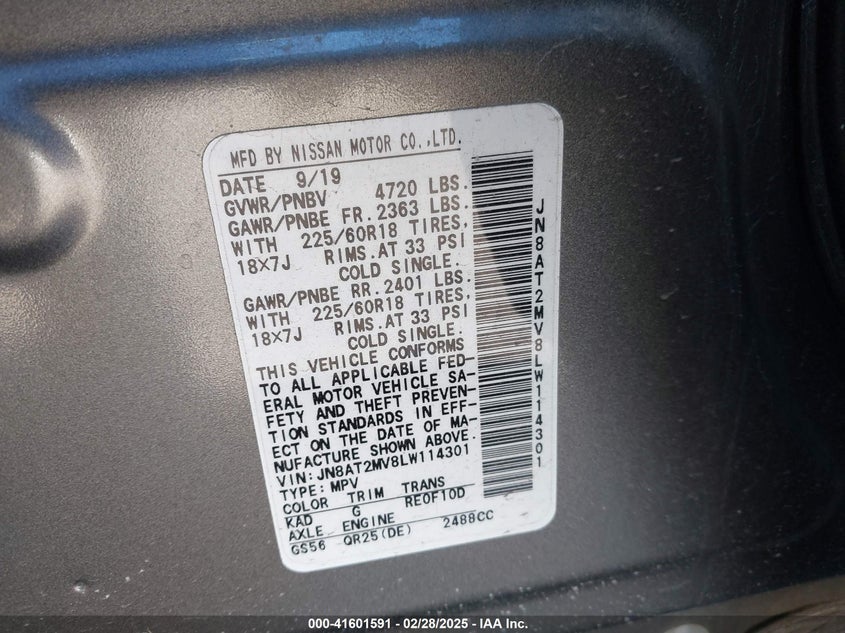 MFD BY NISSAN MOTOR CO.,LTD.
DATE 9/19
GVWR/PNBV 4720 LBS.
GAWR/PNBE FR. 2363 LBS.
WITH 225/60R18 TIRES,
18X7J RIMS.AT 33 PSI
COLD SINGLE.
GAWR/PNBE RR. 2401 LBS.
WITH 225/60R18 TIRES,
18X7J RIMS.AT 33 PSI
COLD SINGLE.
THIS VEHICLE CONFORMS
TO ALL APPLICABLE FED-
ERAL MOTOR VEHICLE SA-
FETY AND THEFT PREVEN-
TION STANDARDS IN EFF-
ECT ON THE DATE OF MA-
NUFACTURE SHOWN ABOVE.
VIN: JN8AT2MV8LW114301
TYPE: MPV
COLOR TRIM TRANS
KAD G RE0F10D
AXLE ENGINE
GS56 QR25(DE) 2488CC
JN8AT2MV8LW114301
000-41601591 - 02/28/2025 - IAA Inc.